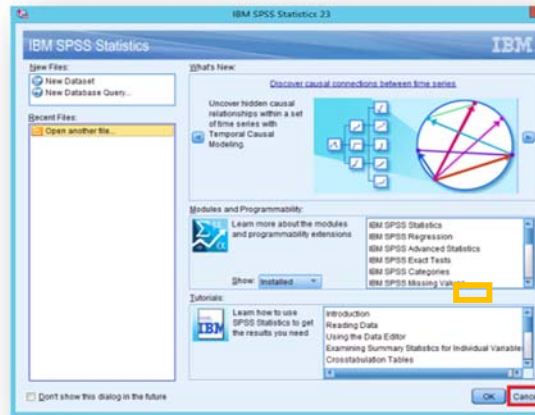 IBM SPSS Statistics 23
IBM SPSS Statistics
IBM
New Files:
New Dataset
New Database Query...
Recent Files:
Open another file...
What's New:
Discover causal connections between time series
Uncover hidden causal
relationships within a set
of time series with
Temporal Causal
Modeling.
Modules and Programmability:
Learn more about the modules
and programmability extensions
Show: Installed
IBM SPSS Statistics
IBM SPSS Regression
IBM SPSS Advanced Statistics
IBM SPSS Exact Tests
IBM SPSS Categories
IBM SPSS Missing
Tutorials:
IBM
Learn how to use
SPSS Statistics to get
the results you need
Introduction
Reading Data
Using the Data Editor
Examining Summary Statistics for Individual Variable
Crosstabulation Tables
Don't show this dialog in the future
OK
Canc